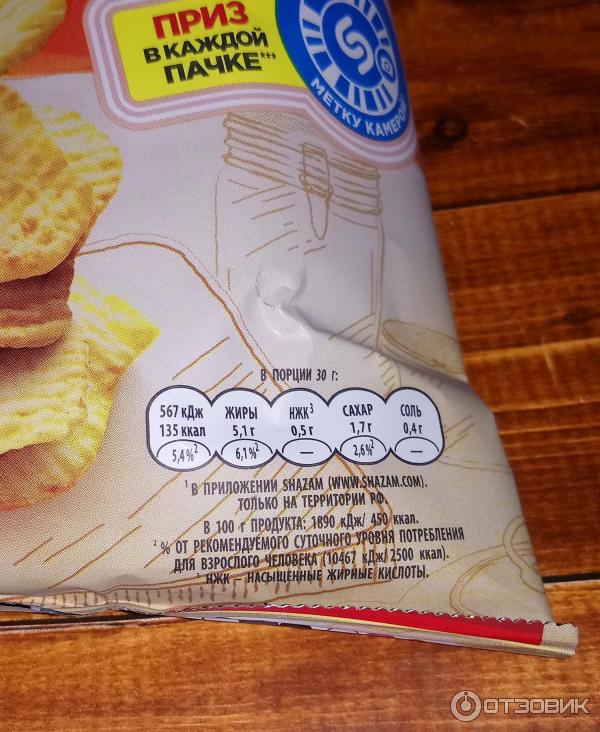 ПРИЗ
В КАЖДОЙ
ПАЧКЕ***
МЕТКУ КАМЕРОЙ
В ПОРЦИИ 30 г:
567 кДж ЖИРЫ НЖК³ САХАР СОЛЬ
135 ккал 5,1 г 0,5 г 1,7 г 0,4 г
5,4%² 6,1%² — 2,6%² —
¹ В ПРИЛОЖЕНИИ SHAZAM (WWW.SHAZAM.COM).
ТОЛЬКО НА ТЕРРИТОРИИ РФ.
В 100 г ПРОДУКТА: 1890 кДж/ 450 ккал.
² % ОТ РЕКОМЕНДУЕМОГО СУТОЧНОГО УРОВНЯ ПОТРЕБЛЕНИЯ
ДЛЯ ВЗРОСЛОГО ЧЕЛОВЕКА (10467 кДж/2500 ккал).
НЖК – НАСЫЩЕННЫЕ ЖИРНЫЕ КИСЛОТЫ.
ОТЗОВИК